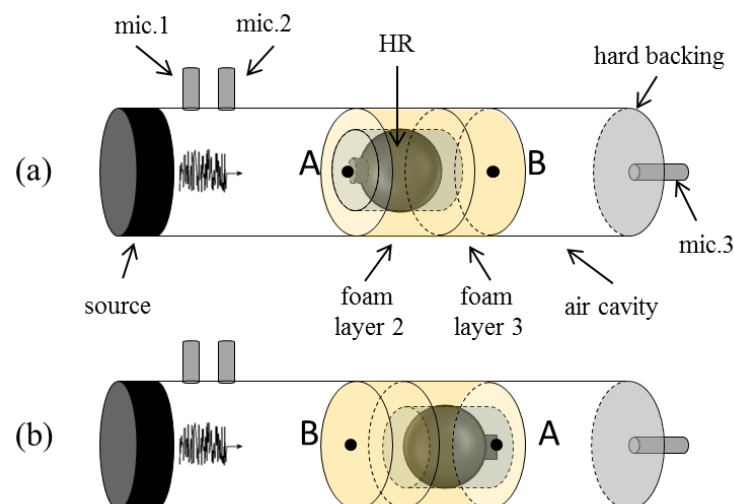 mic.1
mic.2
HR
hard backing
(a)
A
B
mic.3
source
foam
layer 2
foam
layer 3
air cavity
(b)
B
A